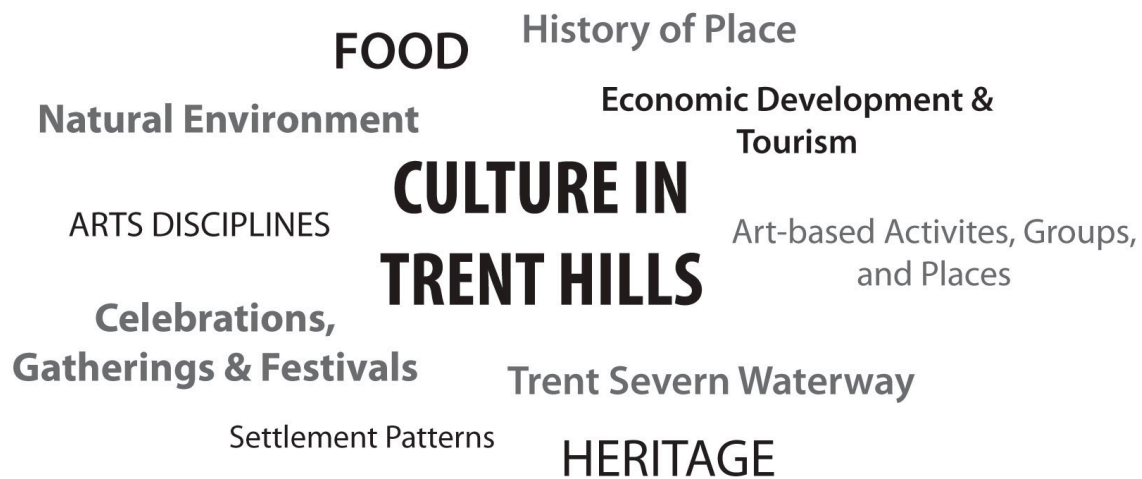 FOOD
History of Place
Natural Environment
Economic Development &
Tourism
CULTURE IN
TRENT HILLS
ARTS DISCIPLINES
Art-based Activites, Groups,
and Places
Celebrations,
Gatherings & Festivals
Trent Severn Waterway
Settlement Patterns
HERITAGE